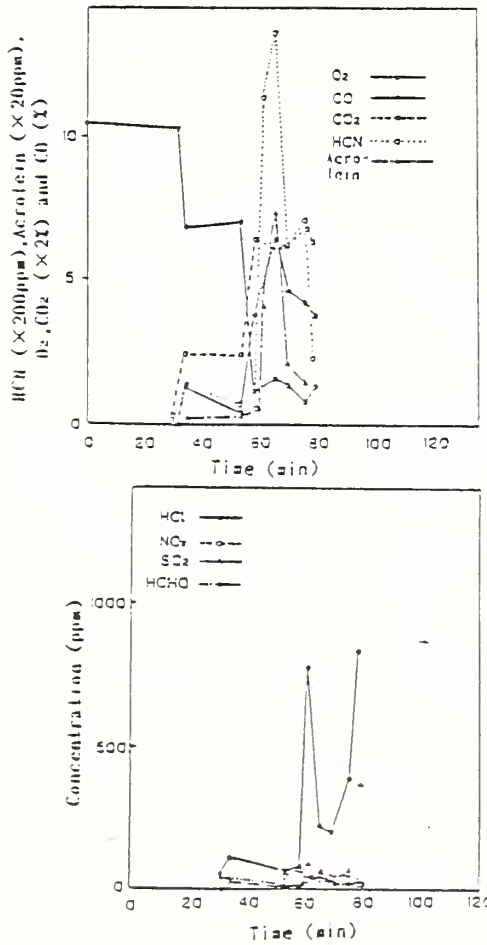 HCN (×200ppm), Acrolein (×20ppm),
O₂, CO₂ (×2%) and CO (%)
10
5
0
O₂
CO
CO₂
HCN
Acro-
lein
0 20 40 60 80 100 120
Time (min)
Concentration (ppm)
HCl
NOx
SO₂
HCHO
1000
500
0
0 20 40 60 80 100 120
Time (min)